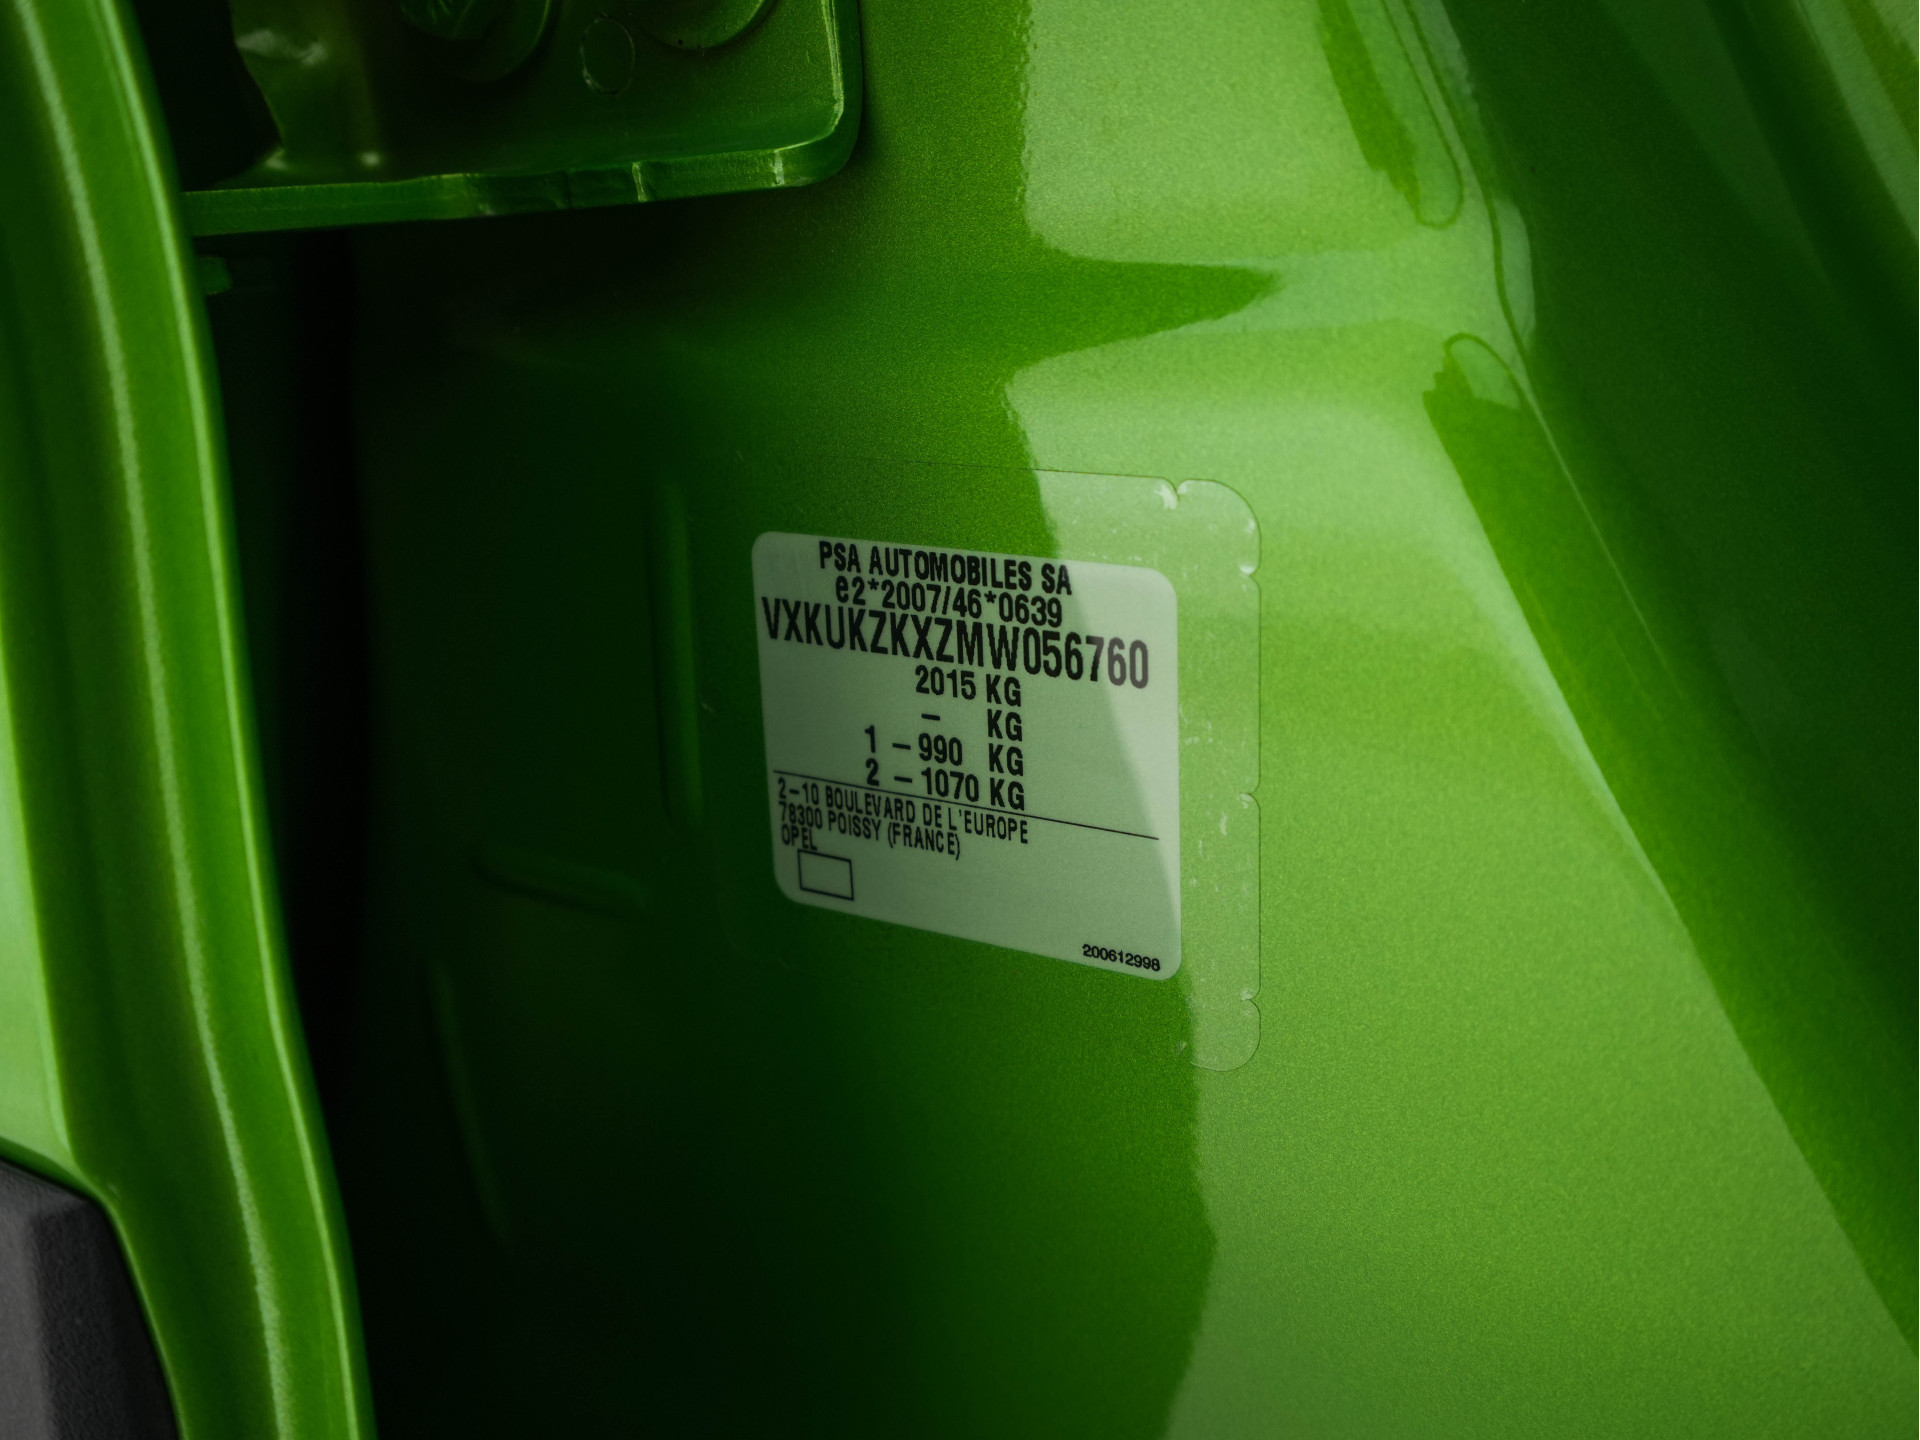 PSA AUTOMOBILES SA
e2*2007/46*0639
VXKUKZKXZMW056760
2015 KG
– KG
1 – 990 KG
2 – 1070 KG
2–10 BOULEVARD DE L'EUROPE
78300 POISSY (FRANCE)
OPEL
200612998